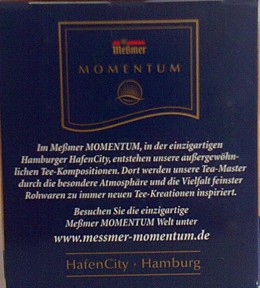 Meßmer
MOMENTUM
Im Meßmer MOMENTUM, in der einzigartigen
Hamburger HafenCity, entstehen unsere außergewöhn-
lichen Tee-Kompositionen. Dort werden unsere Tea-Master
durch die besondere Atmosphäre und die Vielfalt feinster
Rohwaren zu immer neuen Tee-Kreationen inspiriert.
Besuchen Sie die einzigartige
Meßmer MOMENTUM Welt unter
www.messmer-momentum.de
HafenCity · Hamburg